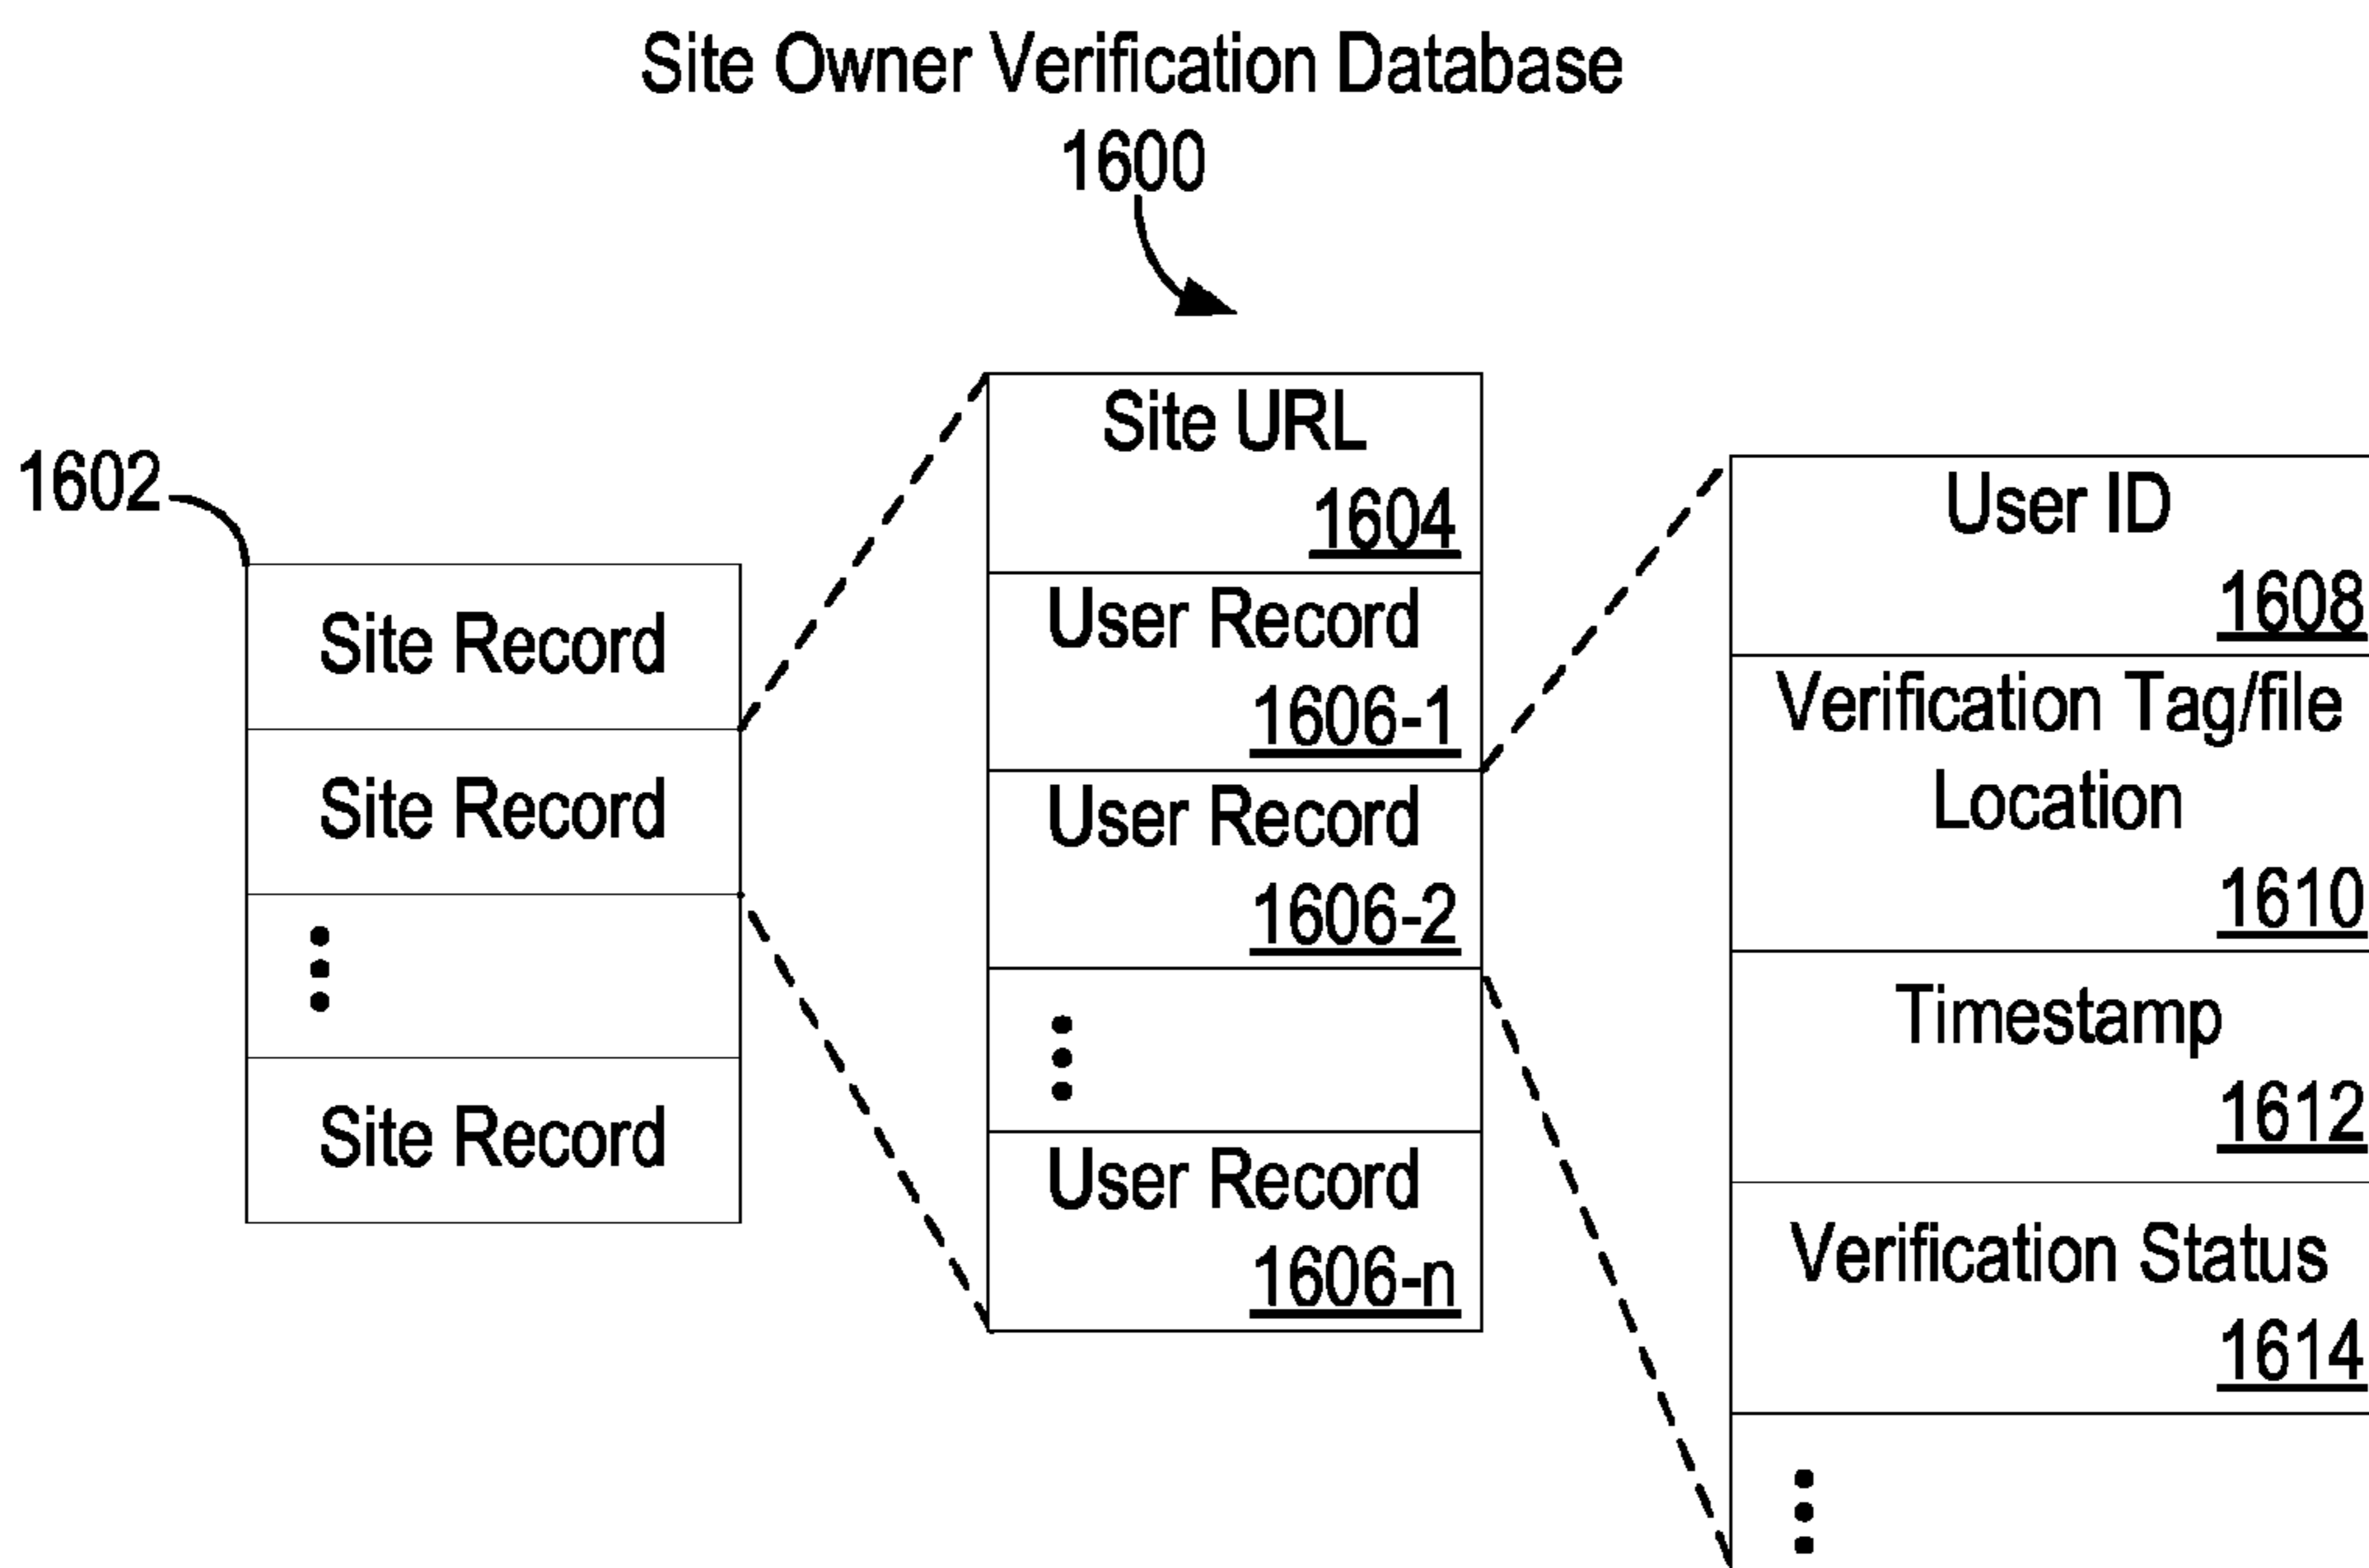 Site Owner Verification Database
1600
1602
Site Record
Site Record
Site Record
Site URL
1604
User Record
1606-1
User Record
1606-2
User Record
1606-n
User ID
1608
Verification Tag/file
Location
1610
Timestamp
1612
Verification Status
1614